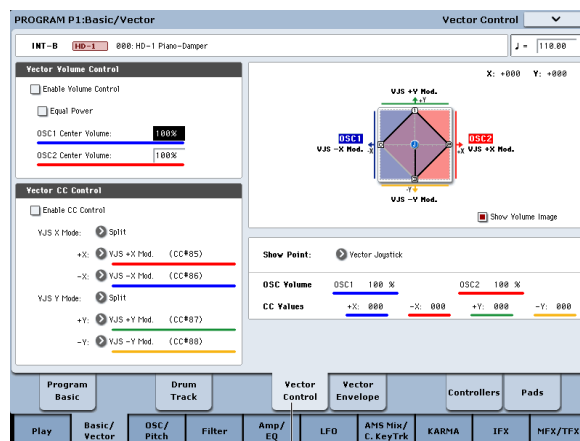 PROGRAM P1:Basic/Vector
Vector Control
INT-B HD-1 000: HD-1 Piano-Damper
♩ = 110.00
Vector Volume Control
Enable Volume Control
Equal Power
OSC1 Center Volume: 100%
OSC2 Center Volume: 100%
X: +000 Y: +000
VJS +Y Mod.
+Y
OSC1
VJS -X Mod. -X
OSC2
+X VJS +X Mod.
-Y
VJS -Y Mod.
Show Volume Image
Vector CC Control
Enable CC Control
VJS X Mode: Split
+X: VJS +X Mod. (CC#85)
-X: VJS -X Mod. (CC#86)
VJS Y Mode: Split
+Y: VJS +Y Mod. (CC#87)
-Y: VJS -Y Mod. (CC#88)
Show Point: Vector Joystick
OSC Volume OSC1 100 % OSC2 100 %
CC Values +X: 000 -X: 000 +Y: 000 -Y: 000
Program Basic
Drum Track
Vector Control
Vector Envelope
Controllers
Pads
Play
Basic/ Vector
OSC/ Pitch
Filter
Amp/ EQ
LFO
AMS Mix/ C. KeyTrk
KARMA
IFX
MFX/TFX